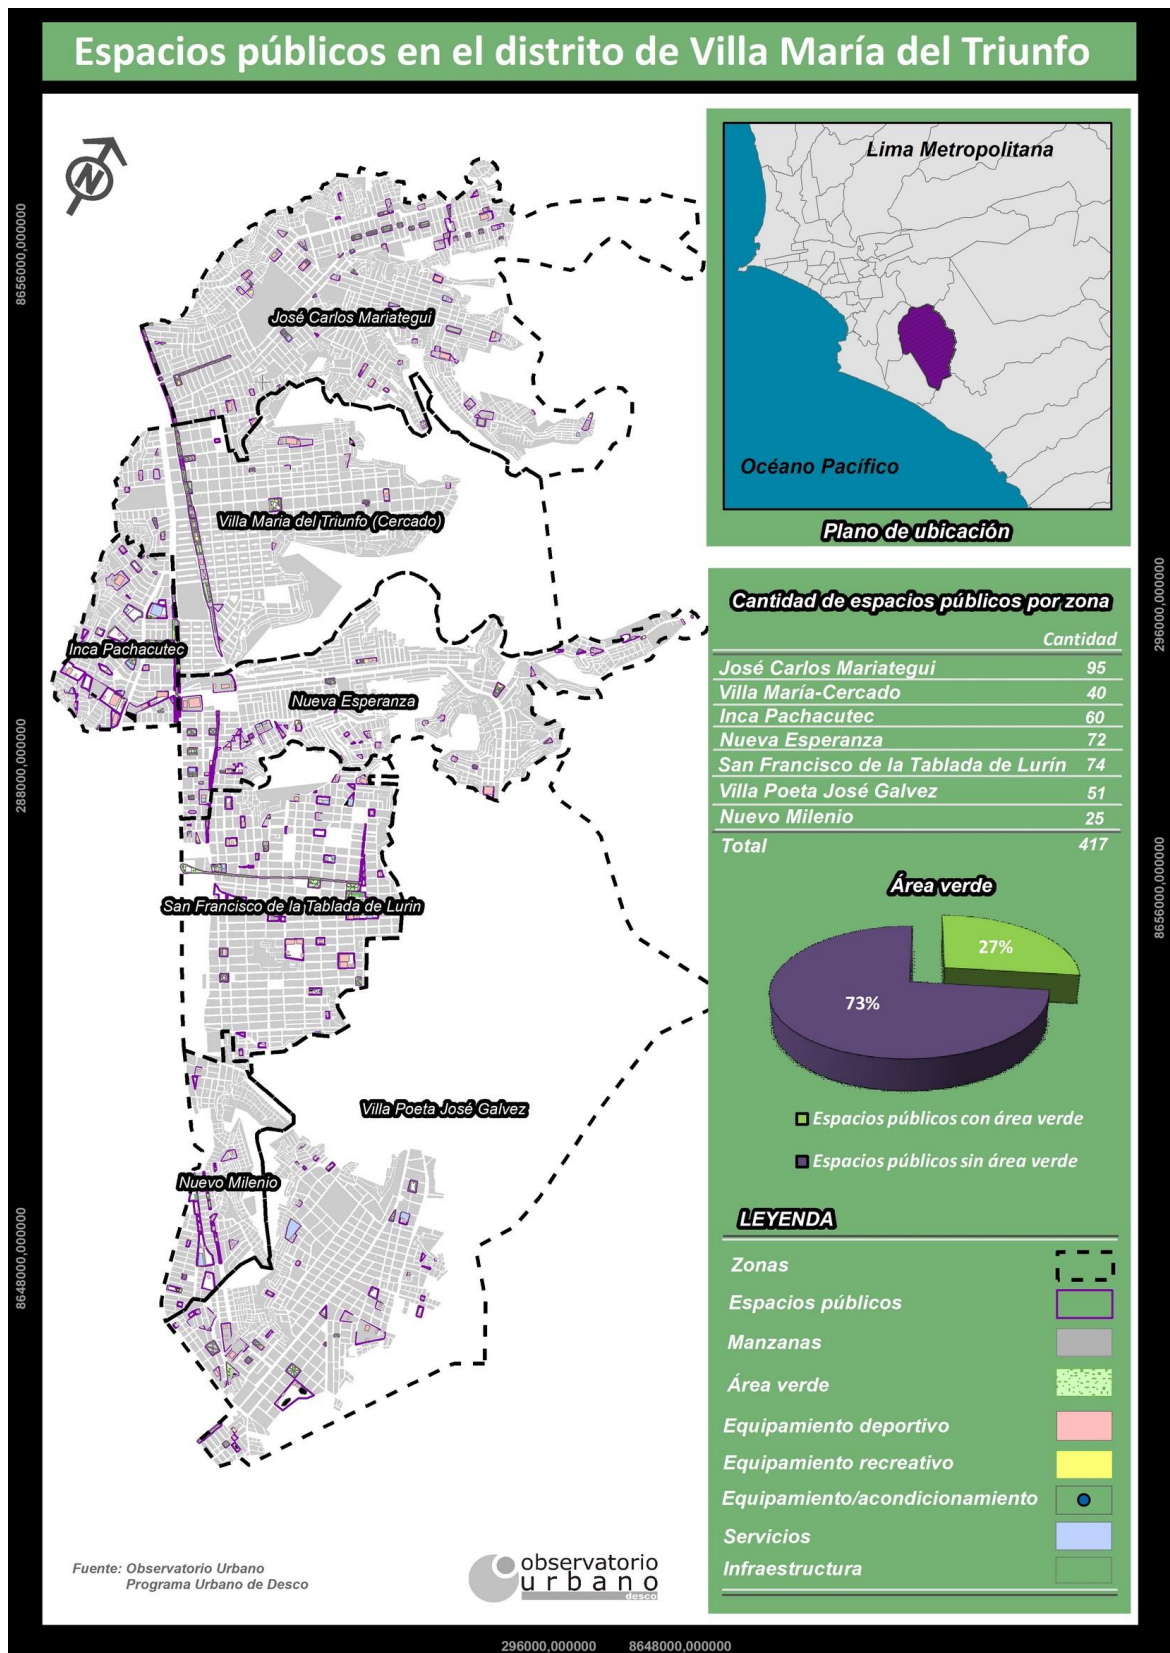 Espacios públicos en el distrito de Villa María del Triunfo
N
8656000,000000
2880000,000000
8648000,000000
José Carlos Mariategui
Villa Maria del Triunfo (Cercado)
Inca Pachacutec
Nueva Esperanza
San Francisco de la Tablada de Lurín
Villa Poeta José Galvez
Nuevo Milenio
Lima Metropolitana
Océano Pacífico
Plano de ubicación
Cantidad de espacios públicos por zona
Cantidad
José Carlos Mariategui 95
Villa María-Cercado 40
Inca Pachacutec 60
Nueva Esperanza 72
San Francisco de la Tablada de Lurín 74
Villa Poeta José Galvez 51
Nuevo Milenio 25
Total 417
Área verde
27%
73%
Espacios públicos con área verde
Espacios públicos sin área verde
LEYENDA
Zonas
Espacios públicos
Manzanas
Área verde
Equipamiento deportivo
Equipamiento recreativo
Equipamiento/acondicionamiento
Servicios
Infraestructura
296000,000000
8656000,000000
Fuente: Observatorio Urbano
Programa Urbano de Desco
observatorio
urbano
desco
296000,000000 8648000,000000